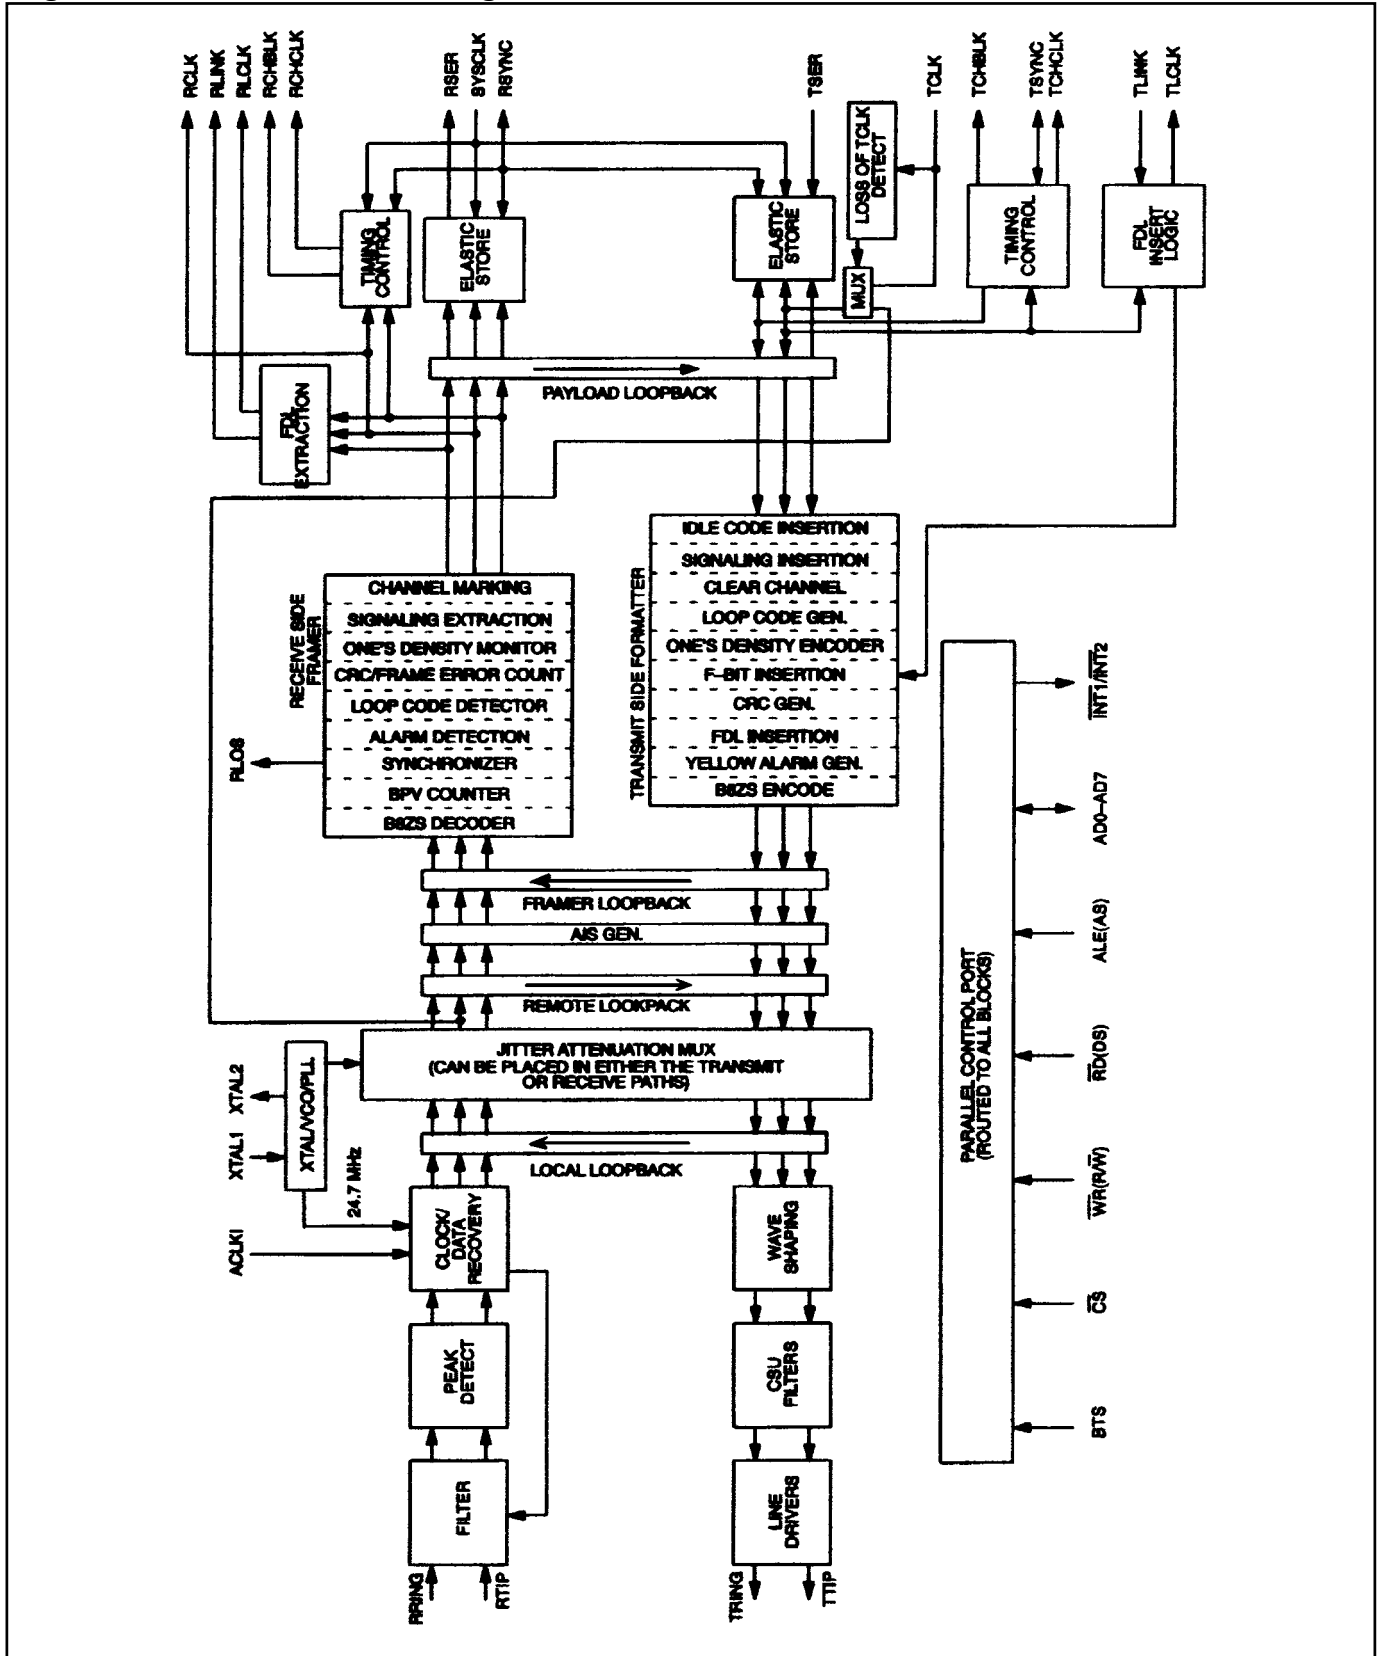 RCLK
RLINK
RLCLK
RCHBLK
RCHCLK
RSER
SYSCLK
RSYNC
TSER
TCLK
TCHBLK
TSYNC
TCHCLK
TLINK
TLCLK
LOSS OF TCLK
DETECT
TIMING
CONTROL
ELASTIC
STORE
ELASTIC
STORE
MUX
TIMING
CONTROL
FDL
INSERT
LOGIC
FDL
EXTRACTION
PAYLOAD LOOPBACK
RECEIVE SIDE
FRAMER
CHANNEL MARKING
SIGNALING EXTRACTION
ONE'S DENSITY MONITOR
CRC/FRAME ERROR COUNT
LOOP CODE DETECTOR
ALARM DETECTION
SYNCHRONIZER
BPV COUNTER
B8ZS DECODER
RLOS
TRANSMIT SIDE FORMATTER
IDLE CODE INSERTION
SIGNALING INSERTION
CLEAR CHANNEL
LOOP CODE GEN.
ONE'S DENSITY ENCODER
F–BIT INSERTION
CRC GEN.
FDL INSERTION
YELLOW ALARM GEN.
B8ZS ENCODE
FRAMER LOOPBACK
AIS GEN.
REMOTE LOOKPACK
JITTER ATTENUATION MUX
(CAN BE PLACED IN EITHER THE TRANSMIT
OR RECEIVE PATHS)
LOCAL LOOPBACK
XTAL2
XTAL1
XTAL/VCO/PLL
24.7 MHz
ACLKI
CLOCK/
DATA
RECOVERY
PEAK
DETECT
FILTER
RRING
RTIP
WAVE
SHAPING
CSU
FILTERS
LINE
DRIVERS
TRING
TTIP
PARALLEL CONTROL PORT
(ROUTED TO ALL BLOCKS)
INT1/INT2
AD0–AD7
ALE(AS)
RD(DS)
WR(R/W)
CS
BTS